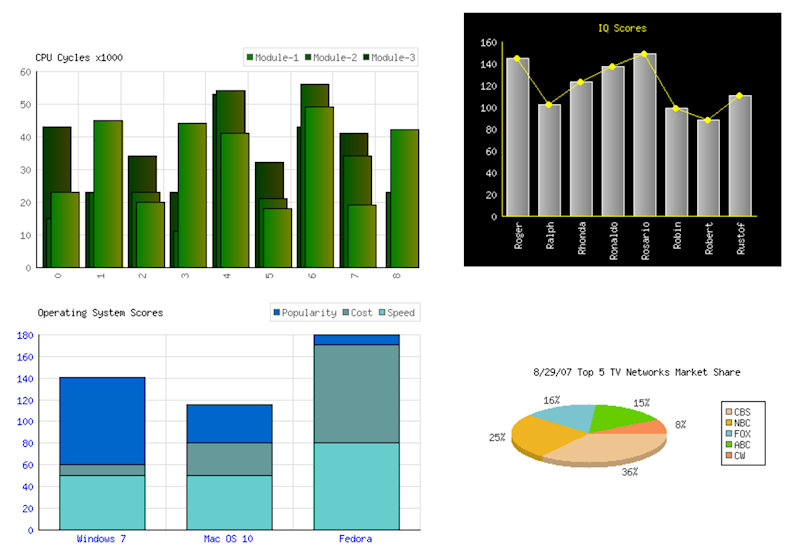 CPU Cycles x1000
Module-1 Module-2 Module-3
60
50
40
30
20
10
0
0 1 2 3 4 5 6 7 8
IQ Scores
160
140
120
100
80
60
40
20
0
Roger Ralph Rhonda Ronaldo Rosario Robin Robert Rustof
Operating System Scores
Popularity Cost Speed
180
160
140
120
100
80
60
40
20
0
Windows 7 Mac OS 10 Fedora
8/29/07 Top 5 TV Networks Market Share
16% 15%
8%
25%
36%
CBS
NBC
FOX
ABC
CW